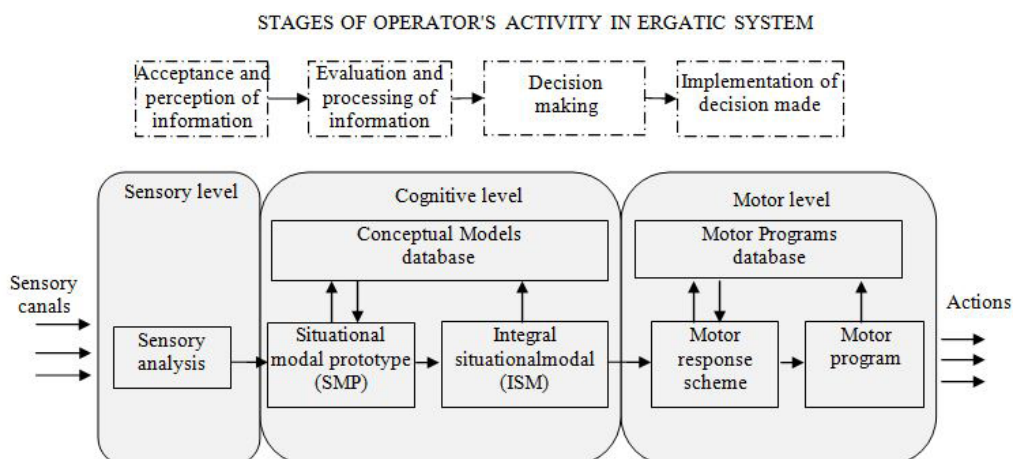 STAGES OF OPERATOR'S ACTIVITY IN ERGATIC SYSTEM
Acceptance and
perception of
information
Evaluation and
processing of
information
Decision
making
Implementation of
decision made
Sensory level
Cognitive level
Motor level
Conceptual Models
database
Motor Programs
database
Sensory
canals
Sensory
analysis
Situational
modal prototype
(SMP)
Integral
situationalmodal
(ISM)
Motor
response
scheme
Motor
program
Actions